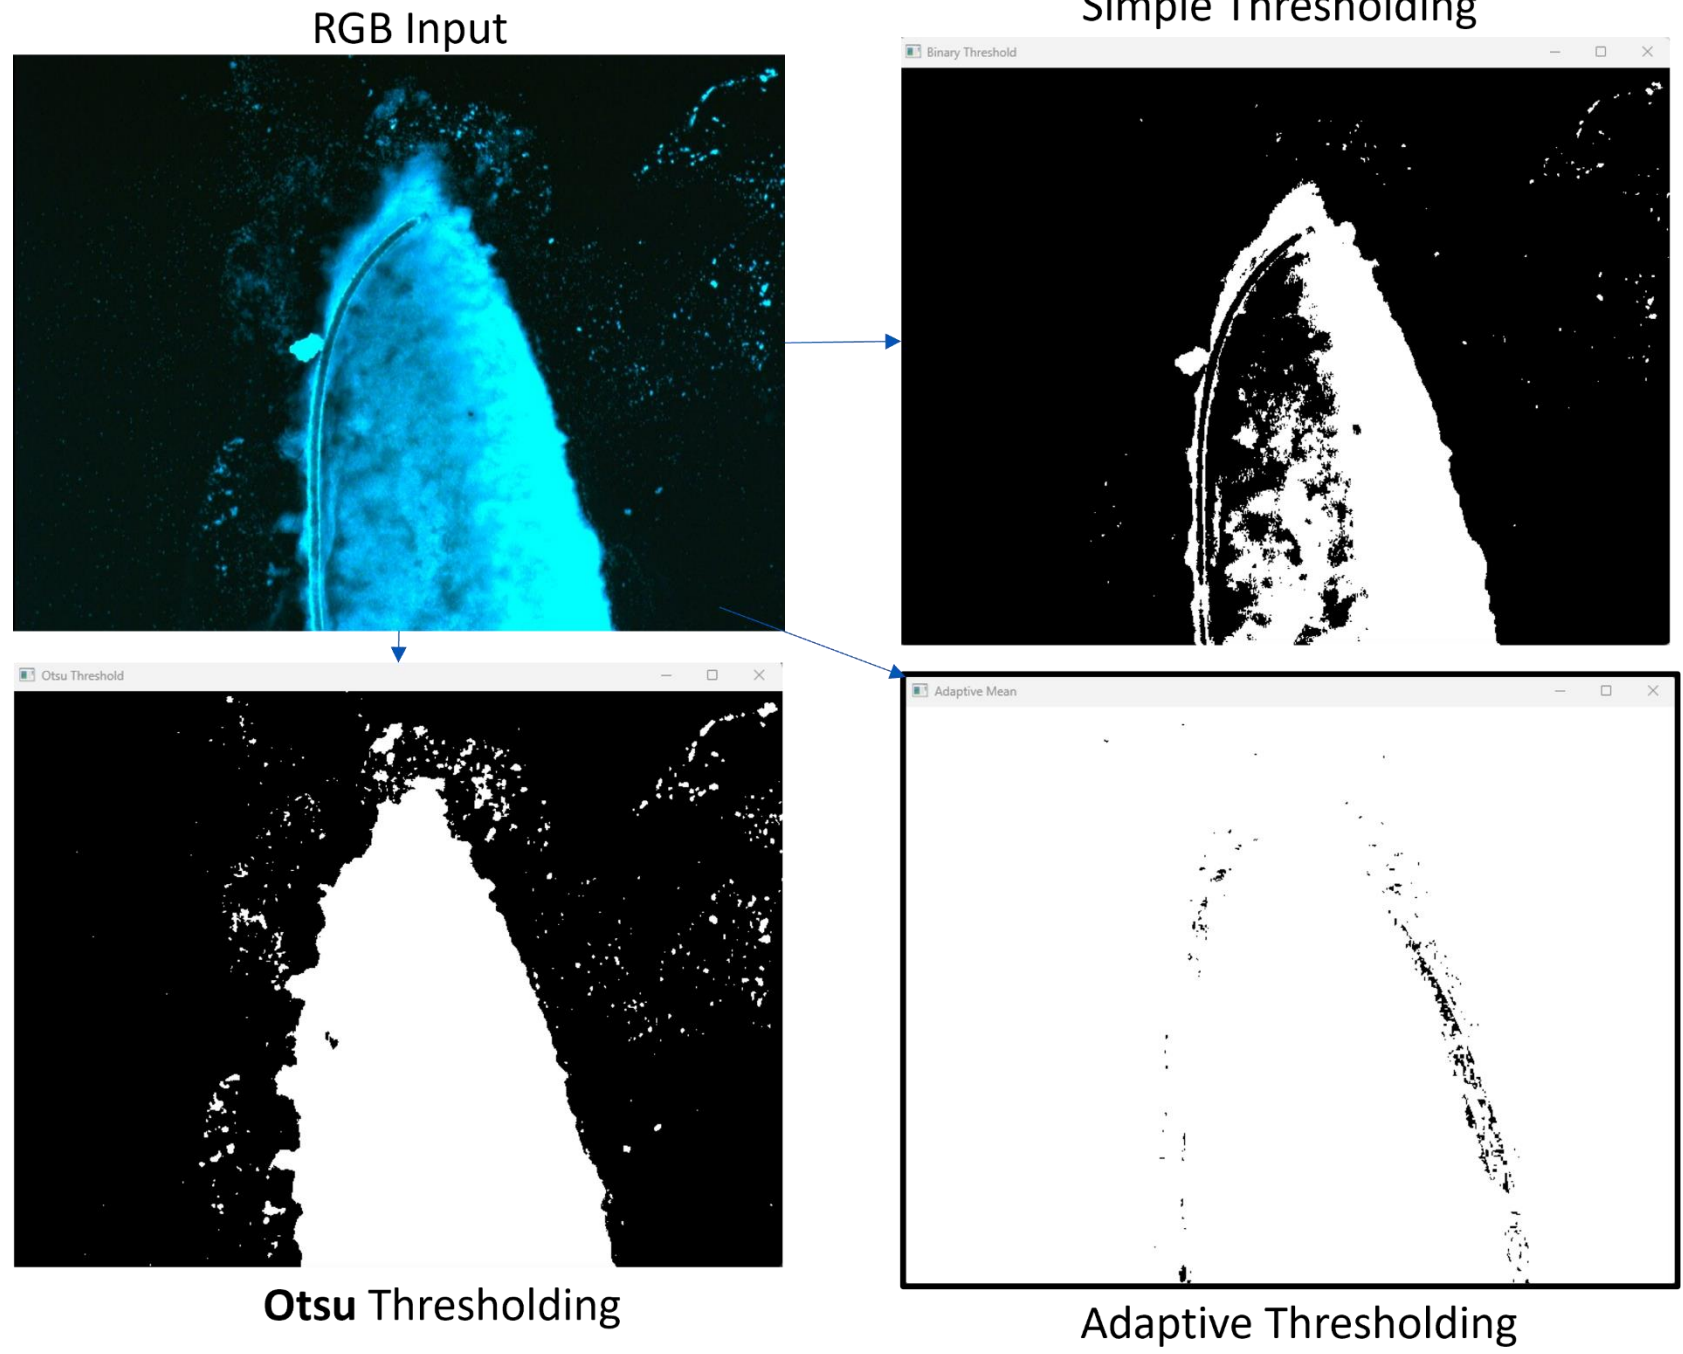 RGB Input
Simple Thresholding
Binary Threshold
Otsu Threshold
Adaptive Mean
Otsu Thresholding
Adaptive Thresholding